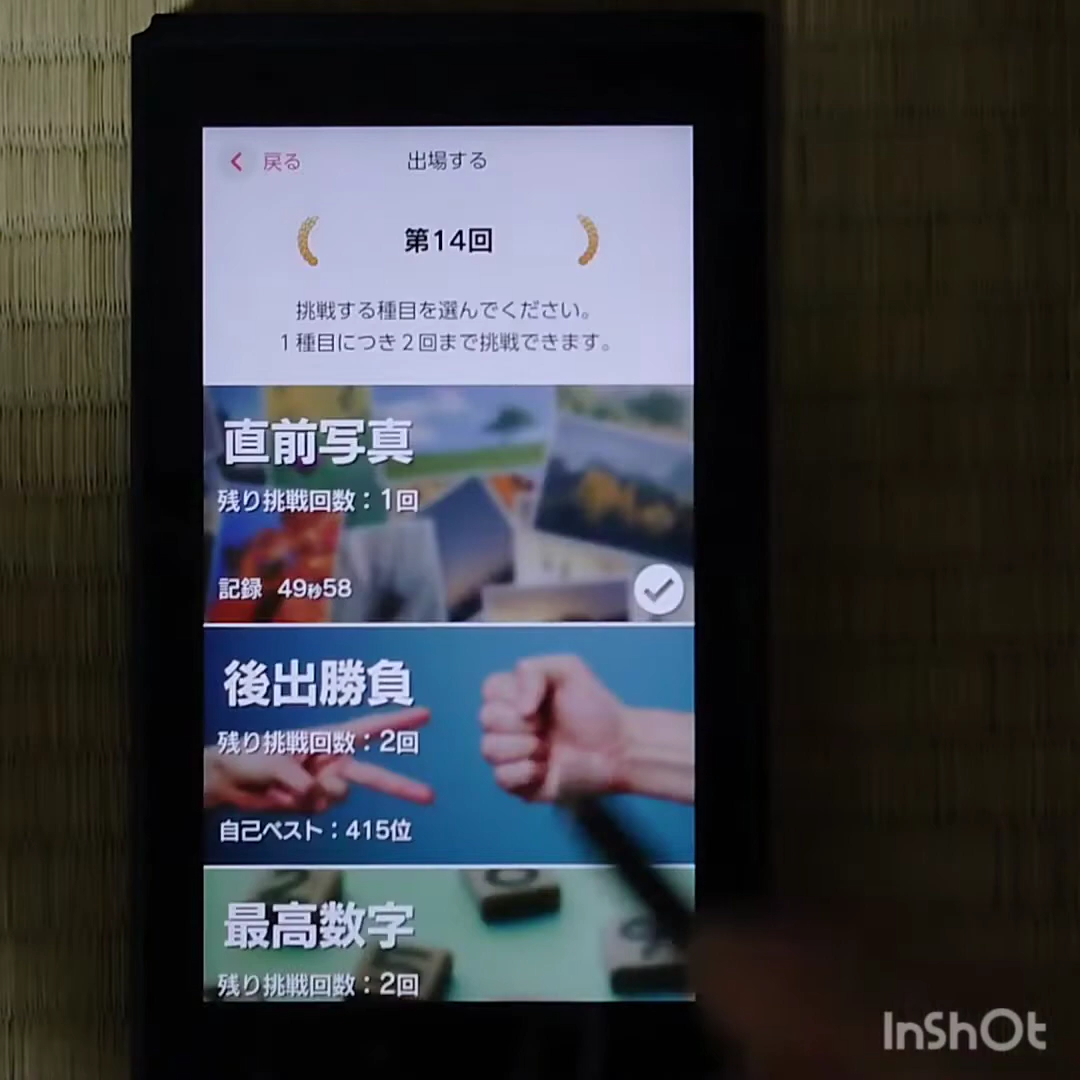 戻る
出場する
第14回
挑戦する種目を選んでください。
1種目につき2回まで挑戦できます。
直前写真
残り挑戦回数：1回
記録 49秒58
後出勝負
残り挑戦回数：2回
自己ベスト：415位
最高数字
残り挑戦回数：2回
InShOt